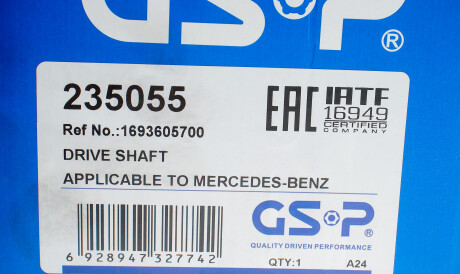 GSP®
235055
EAC IATF
16949
CERTIFIED
COMPANY
Ref No.:1693605700
DRIVE SHAFT
APPLICABLE TO MERCEDES-BENZ
GSP
QUALITY DRIVEN PERFORMANCE
6 928947 327742
QTY:1 A24